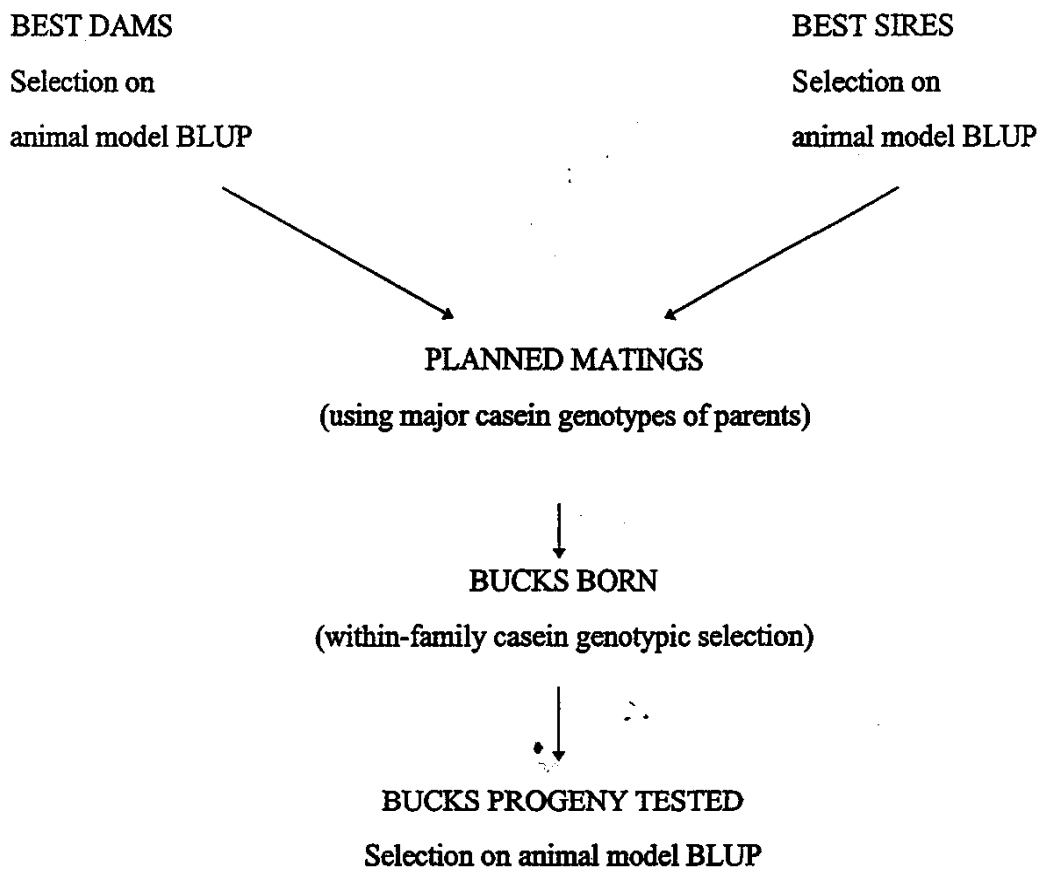 BEST DAMS
Selection on
animal model BLUP
BEST SIRES
Selection on
animal model BLUP
PLANNED MATINGS
(using major casein genotypes of parents)
BUCKS BORN
(within-family casein genotypic selection)
BUCKS PROGENY TESTED
Selection on animal model BLUP